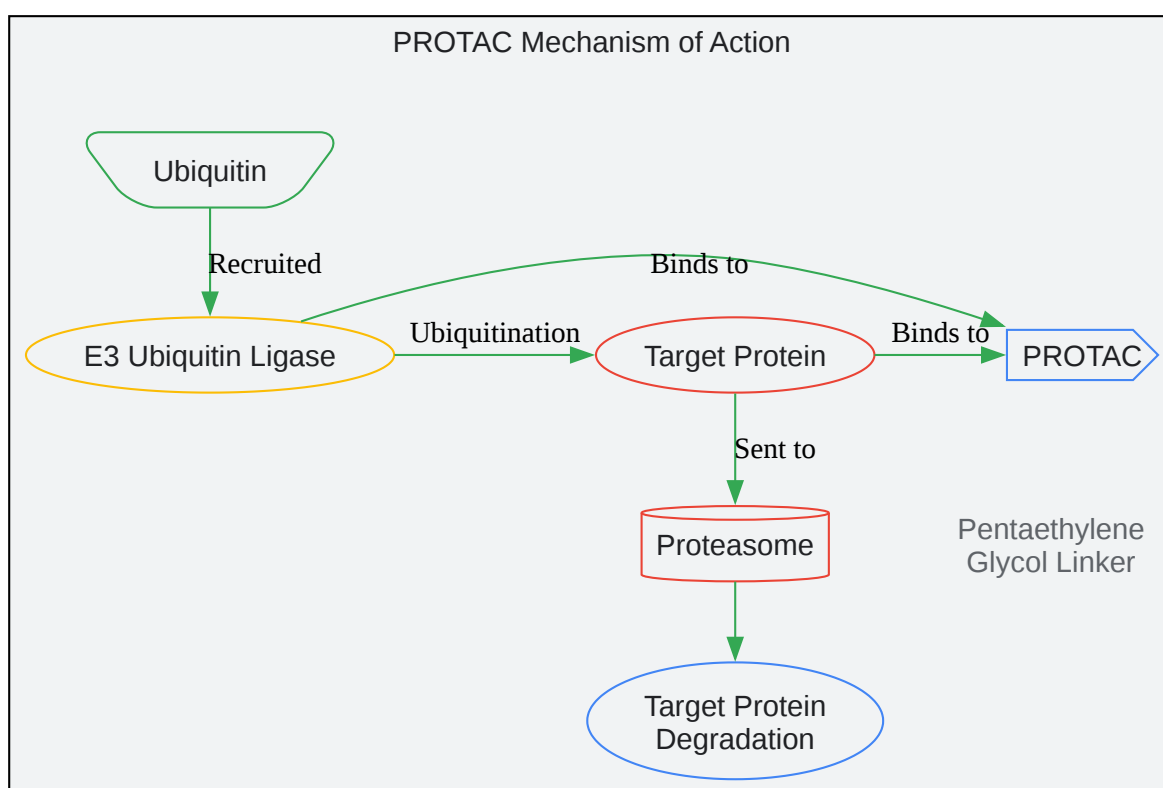 PROTAC Mechanism of Action
Ubiquitin
Recruited
Binds to
E3 Ubiquitin Ligase
Ubiquitination
Target Protein
Binds to
PROTAC
Sent to
Proteasome
Pentaethylene
Glycol Linker
Target Protein
Degradation